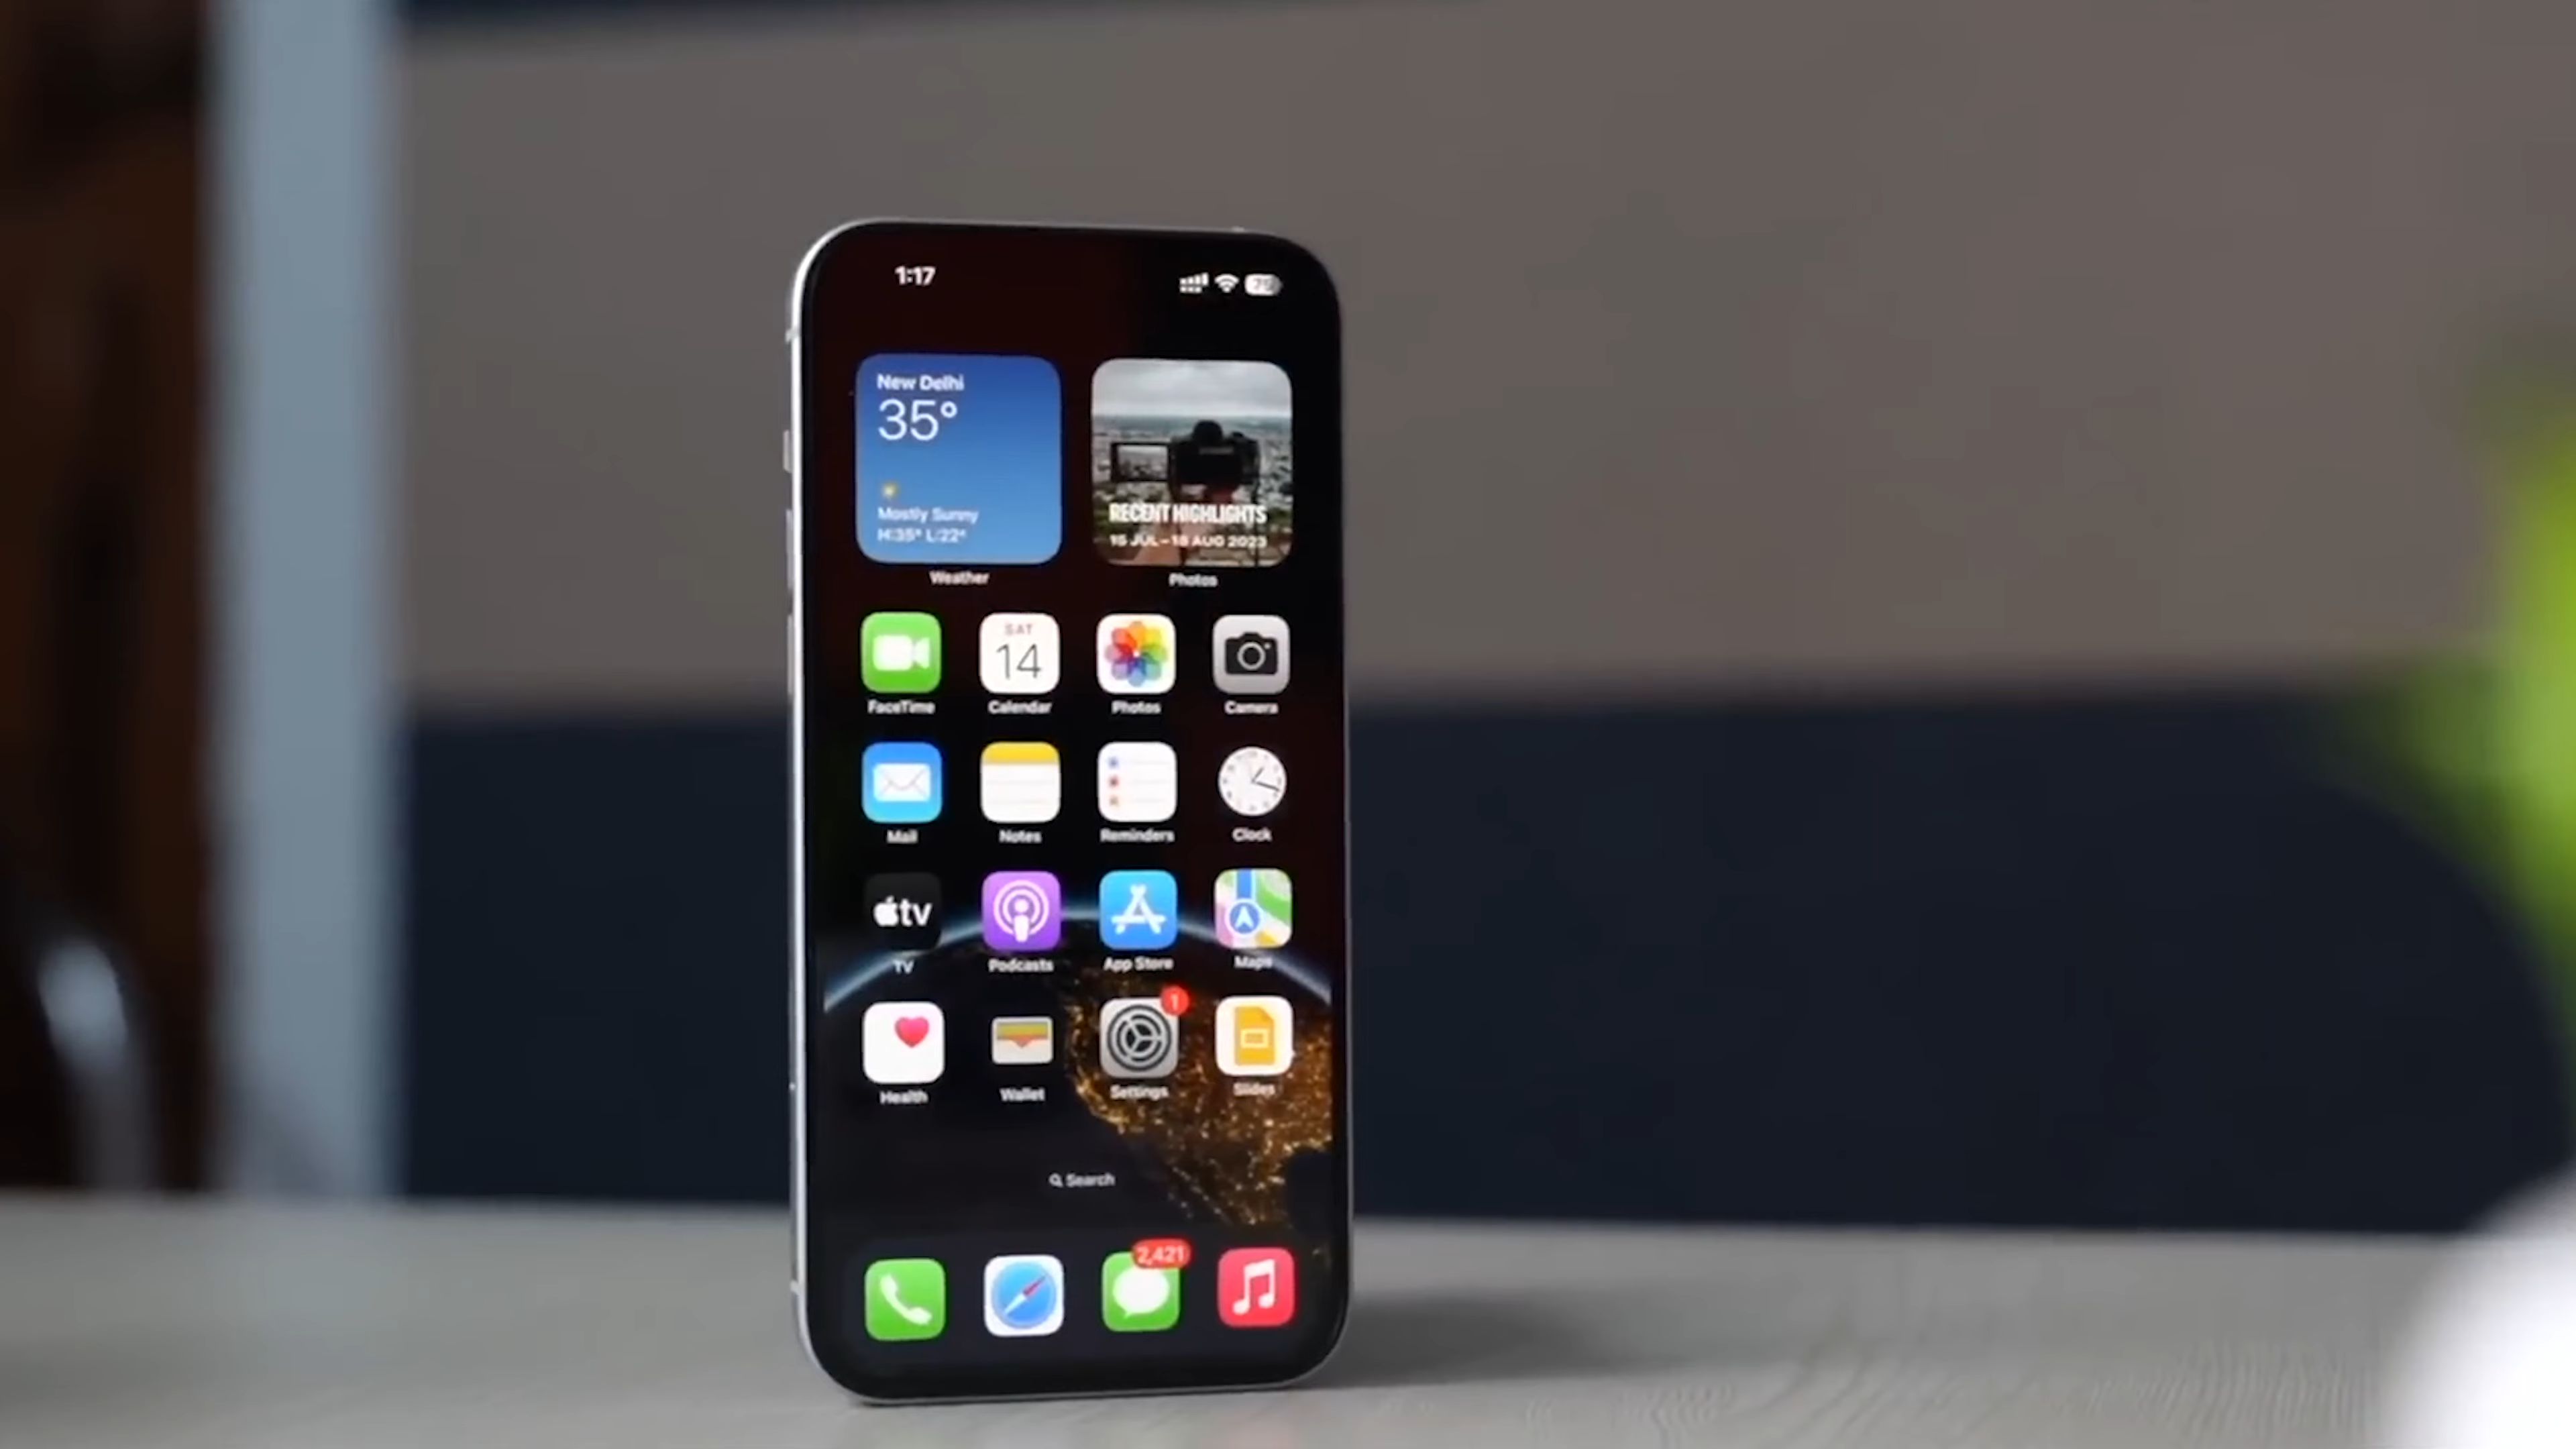 1:17
79
New Delhi
35°
Mostly Sunny
H:35° L:22°
RECENT HIGHLIGHTS
15 JUL – 18 AUG 2023
Weather
Photos
SAT
14
FaceTime
Calendar
Photos
Camera
Mail
Notes
Reminders
Clock
tv
TV
Podcasts
App Store
Maps
1
Health
Wallet
Settings
Slides
Search
2,421